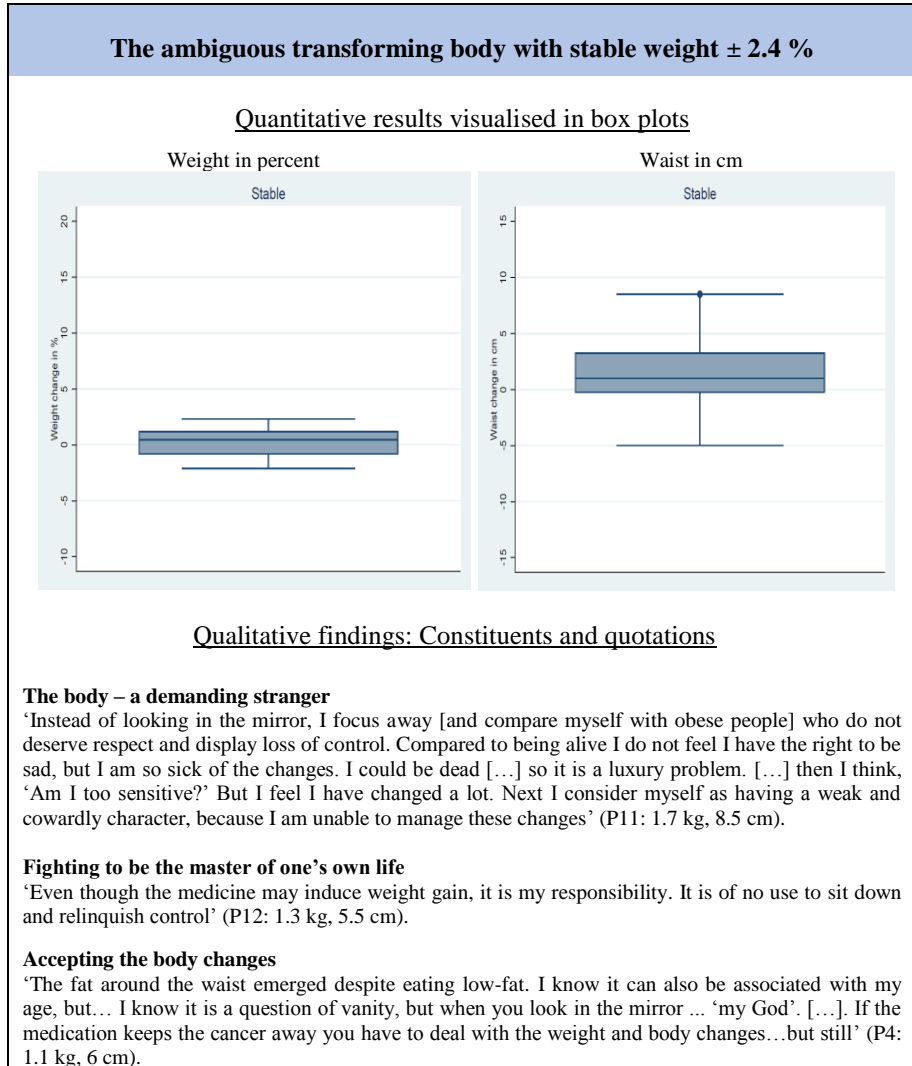 The ambiguous transforming body with stable weight ± 2.4 %
Quantitative results visualised in box plots
Weight in percent
Stable
Weight change in %
20
15
10
5
0
-5
-10
Waist in cm
Stable
Waist change in cm
15
10
5
0
-5
-10
-15
Qualitative findings: Constituents and quotations
The body – a demanding stranger
‘Instead of looking in the mirror, I focus away [and compare myself with obese people] who do not
deserve respect and display loss of control. Compared to being alive I do not feel I have the right to be
sad, but I am so sick of the changes. I could be dead […] so it is a luxury problem. […] then I think,
‘Am I too sensitive?’ But I feel I have changed a lot. Next I consider myself as having a weak and
cowardly character, because I am unable to manage these changes’ (P11: 1.7 kg, 8.5 cm).
Fighting to be the master of one’s own life
‘Even though the medicine may induce weight gain, it is my responsibility. It is of no use to sit down
and relinquish control’ (P12: 1.3 kg, 5.5 cm).
Accepting the body changes
‘The fat around the waist emerged despite eating low-fat. I know it can also be associated with my
age, but… I know it is a question of vanity, but when you look in the mirror ... ‘my God’. […]. If the
medication keeps the cancer away you have to deal with the weight and body changes…but still’ (P4:
1.1 kg, 6 cm).